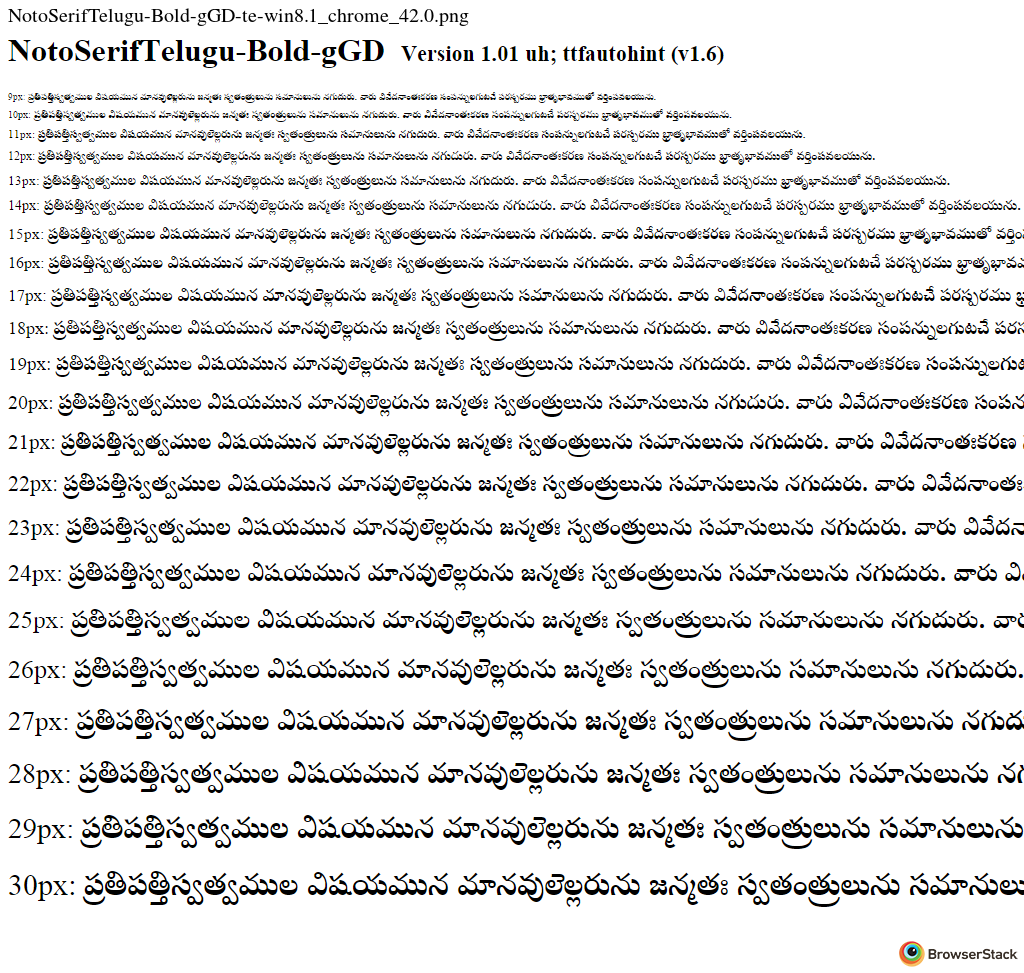 NotoSerifTelugu-Bold-gGD-te-win8.1_chrome_42.0.png
NotoSerifTelugu-Bold-gGD Version 1.01 uh; ttfautohint (v1.6)
9px: ప్రతిపత్తిస్వత్వముల విషయమున మానవులెల్లరును జన్మతః స్వతంత్రులును సమానులును నగుదురు. వారు వివేదనాంతఃకరణ సంపన్నులగుటచే పరస్పరము భ్రాతృభావముతో వర్తింపవలయును.
10px: ప్రతిపత్తిస్వత్వముల విషయమున మానవులెల్లరును జన్మతః స్వతంత్రులును సమానులును నగుదురు. వారు వివేదనాంతఃకరణ సంపన్నులగుటచే పరస్పరము భ్రాతృభావముతో వర్తింపవలయును.
11px: ప్రతిపత్తిస్వత్వముల విషయమున మానవులెల్లరును జన్మతః స్వతంత్రులును సమానులును నగుదురు. వారు వివేదనాంతఃకరణ సంపన్నులగుటచే పరస్పరము భ్రాతృభావముతో వర్తింపవలయును.
12px: ప్రతిపత్తిస్వత్వముల విషయమున మానవులెల్లరును జన్మతః స్వతంత్రులును సమానులును నగుదురు. వారు వివేదనాంతఃకరణ సంపన్నులగుటచే పరస్పరము భ్రాతృభావముతో వర్తింపవలయును.
13px: ప్రతిపత్తిస్వత్వముల విషయమున మానవులెల్లరును జన్మతః స్వతంత్రులును సమానులును నగుదురు. వారు వివేదనాంతఃకరణ సంపన్నులగుటచే పరస్పరము భ్రాతృభావముతో వర్తింపవలయును.
14px: ప్రతిపత్తిస్వత్వముల విషయమున మానవులెల్లరును జన్మతః స్వతంత్రులును సమానులును నగుదురు. వారు వివేదనాంతఃకరణ సంపన్నులగుటచే పరస్పరము భ్రాతృభావముతో వర్తింపవలయును.
15px: ప్రతిపత్తిస్వత్వముల విషయమున మానవులెల్లరును జన్మతః స్వతంత్రులును సమానులును నగుదురు. వారు వివేదనాంతఃకరణ సంపన్నులగుటచే పరస్పరము భ్రాతృభావముతో
16px: ప్రతిపత్తిస్వత్వముల విషయమున మానవులెల్లరును జన్మతః స్వతంత్రులును సమానులును నగుదురు. వారు వివేదనాంతఃకరణ సంపన్నులగుటచే పరస్పరము
17px: ప్రతిపత్తిస్వత్వముల విషయమున మానవులెల్లరును జన్మతః స్వతంత్రులును సమానులును నగుదురు. వారు వివేదనాంతఃకరణ సంపన్నులగుటచే పరస్పరము
18px: ప్రతిపత్తిస్వత్వముల విషయమున మానవులెల్లరును జన్మతః స్వతంత్రులును సమానులును నగుదురు. వారు వివేదనాంతఃకరణ సంపన్నులగుటచే
19px: ప్రతిపత్తిస్వత్వముల విషయమున మానవులెల్లరును జన్మతః స్వతంత్రులును సమానులును నగుదురు. వారు వివేదనాంతఃకరణ
20px: ప్రతిపత్తిస్వత్వముల విషయమున మానవులెల్లరును జన్మతః స్వతంత్రులును సమానులును నగుదురు. వారు వివేదనాంతఃకరణ
21px: ప్రతిపత్తిస్వత్వముల విషయమున మానవులెల్లరును జన్మతః స్వతంత్రులును సమానులును నగుదురు. వారు వివేదనాంతఃకరణ
22px: ప్రతిపత్తిస్వత్వముల విషయమున మానవులెల్లరును జన్మతః స్వతంత్రులును సమానులును నగుదురు. వారు
23px: ప్రతిపత్తిస్వత్వముల విషయమున మానవులెల్లరును జన్మతః స్వతంత్రులును సమానులును నగుదురు. వారు
24px: ప్రతిపత్తిస్వత్వముల విషయమున మానవులెల్లరును జన్మతః స్వతంత్రులును సమానులును నగుదురు. వారు
25px: ప్రతిపత్తిస్వత్వముల విషయమున మానవులెల్లరును జన్మతః స్వతంత్రులును సమానులును నగుదురు.
26px: ప్రతిపత్తిస్వత్వముల విషయమున మానవులెల్లరును జన్మతః స్వతంత్రులును సమానులును నగుదురు.
27px: ప్రతిపత్తిస్వత్వముల విషయమున మానవులెల్లరును జన్మతః స్వతంత్రులును సమానులును
28px: ప్రతిపత్తిస్వత్వముల విషయమున మానవులెల్లరును జన్మతః స్వతంత్రులును సమానులును
29px: ప్రతిపత్తిస్వత్వముల విషయమున మానవులెల్లరును జన్మతః స్వతంత్రులును సమానులును
30px: ప్రతిపత్తిస్వత్వముల విషయమున మానవులెల్లరును జన్మతః స్వతంత్రులును
BrowserStack